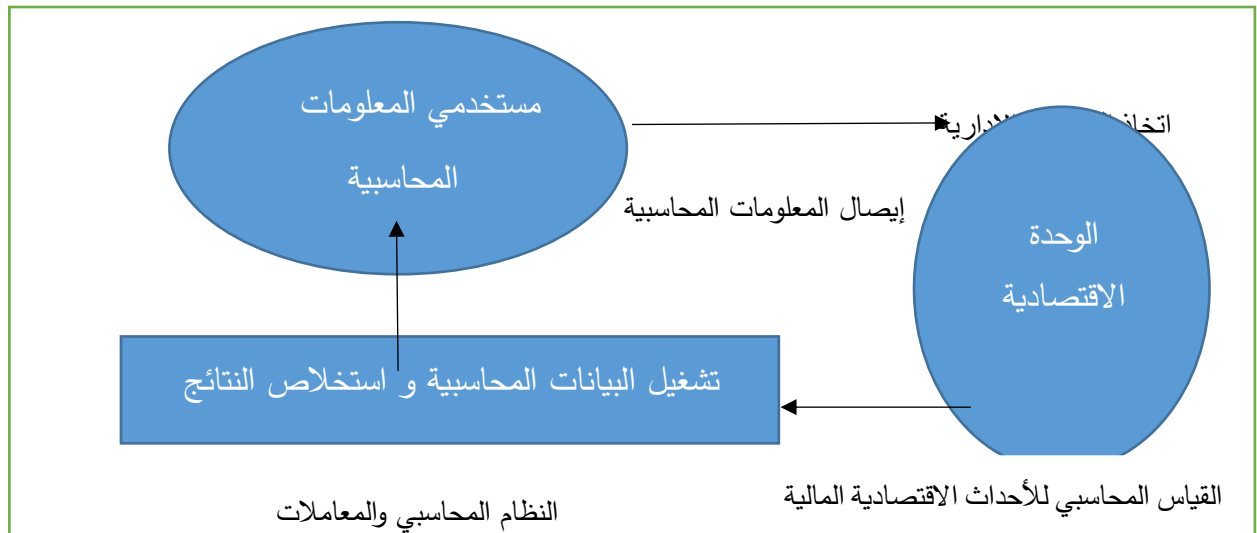 مستخدمي المعلومات
المحاسبية
الادارية
إيصال المعلومات المحاسبية
الوحدة
الاقتصادية
تشغيل البيانات المحاسبية و استخلاص النتائج
القياس المحاسبي للأحداث الاقتصادية المالية
النظام المحاسبي والمعاملات